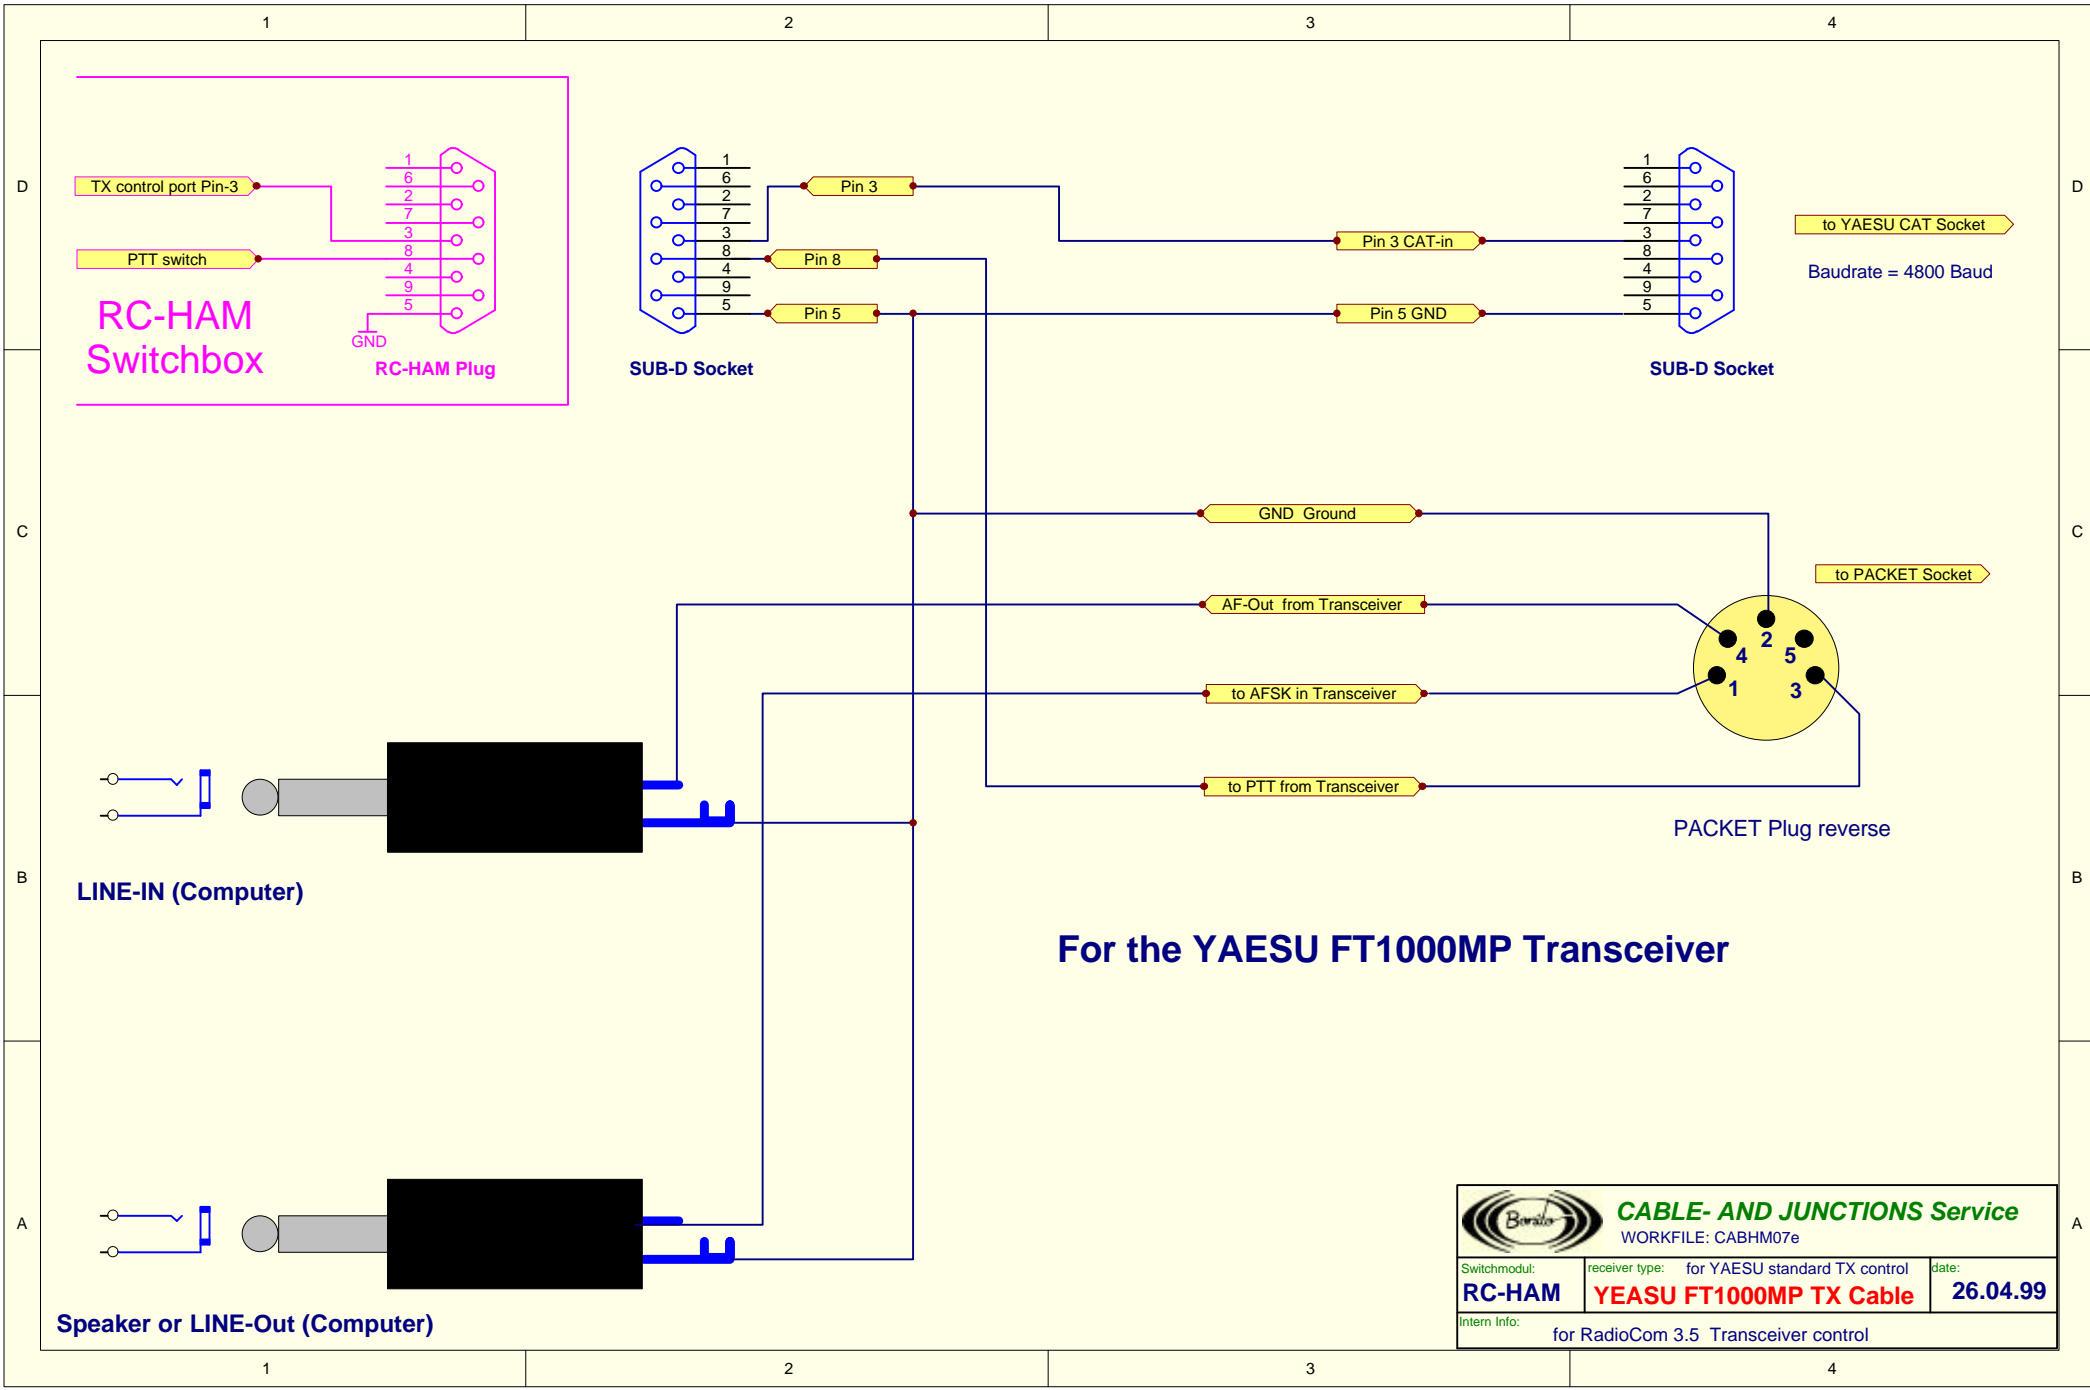 1 2 3 4
D
TX control port Pin-3
PTT switch
RC-HAM
Switchbox
1
6
2
7
3
8
4
9
5
GND
RC-HAM Plug
1
6
2
7
3
8
4
9
5
SUB-D Socket
Pin 3
Pin 8
Pin 5
Pin 3 CAT-in
Pin 5 GND
1
6
2
7
3
8
4
9
5
SUB-D Socket
to YAESU CAT Socket
Baudrate = 4800 Baud
D
C
GND Ground
AF-Out from Transceiver
to AFSK in Transceiver
to PTT from Transceiver
to PACKET Socket
2
4 5
1 3
PACKET Plug reverse
C
B
LINE-IN (Computer)
For the YAESU FT1000MP Transceiver
B
A
Speaker or LINE-Out (Computer)
Bonito
CABLE- AND JUNCTIONS Service
WORKFILE: CABHM07e
Switchmodul:
RC-HAM
receiver type: for YAESU standard TX control
YEASU FT1000MP TX Cable
date:
26.04.99
Intern Info:
for RadioCom 3.5 Transceiver control
A
1 2 3 4